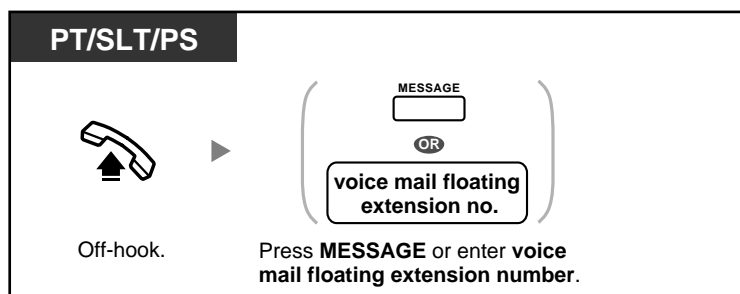 PT/SLT/PS
MESSAGE
OR
voice mail floating
extension no.
Off-hook.
Press MESSAGE or enter voice
mail floating extension number.